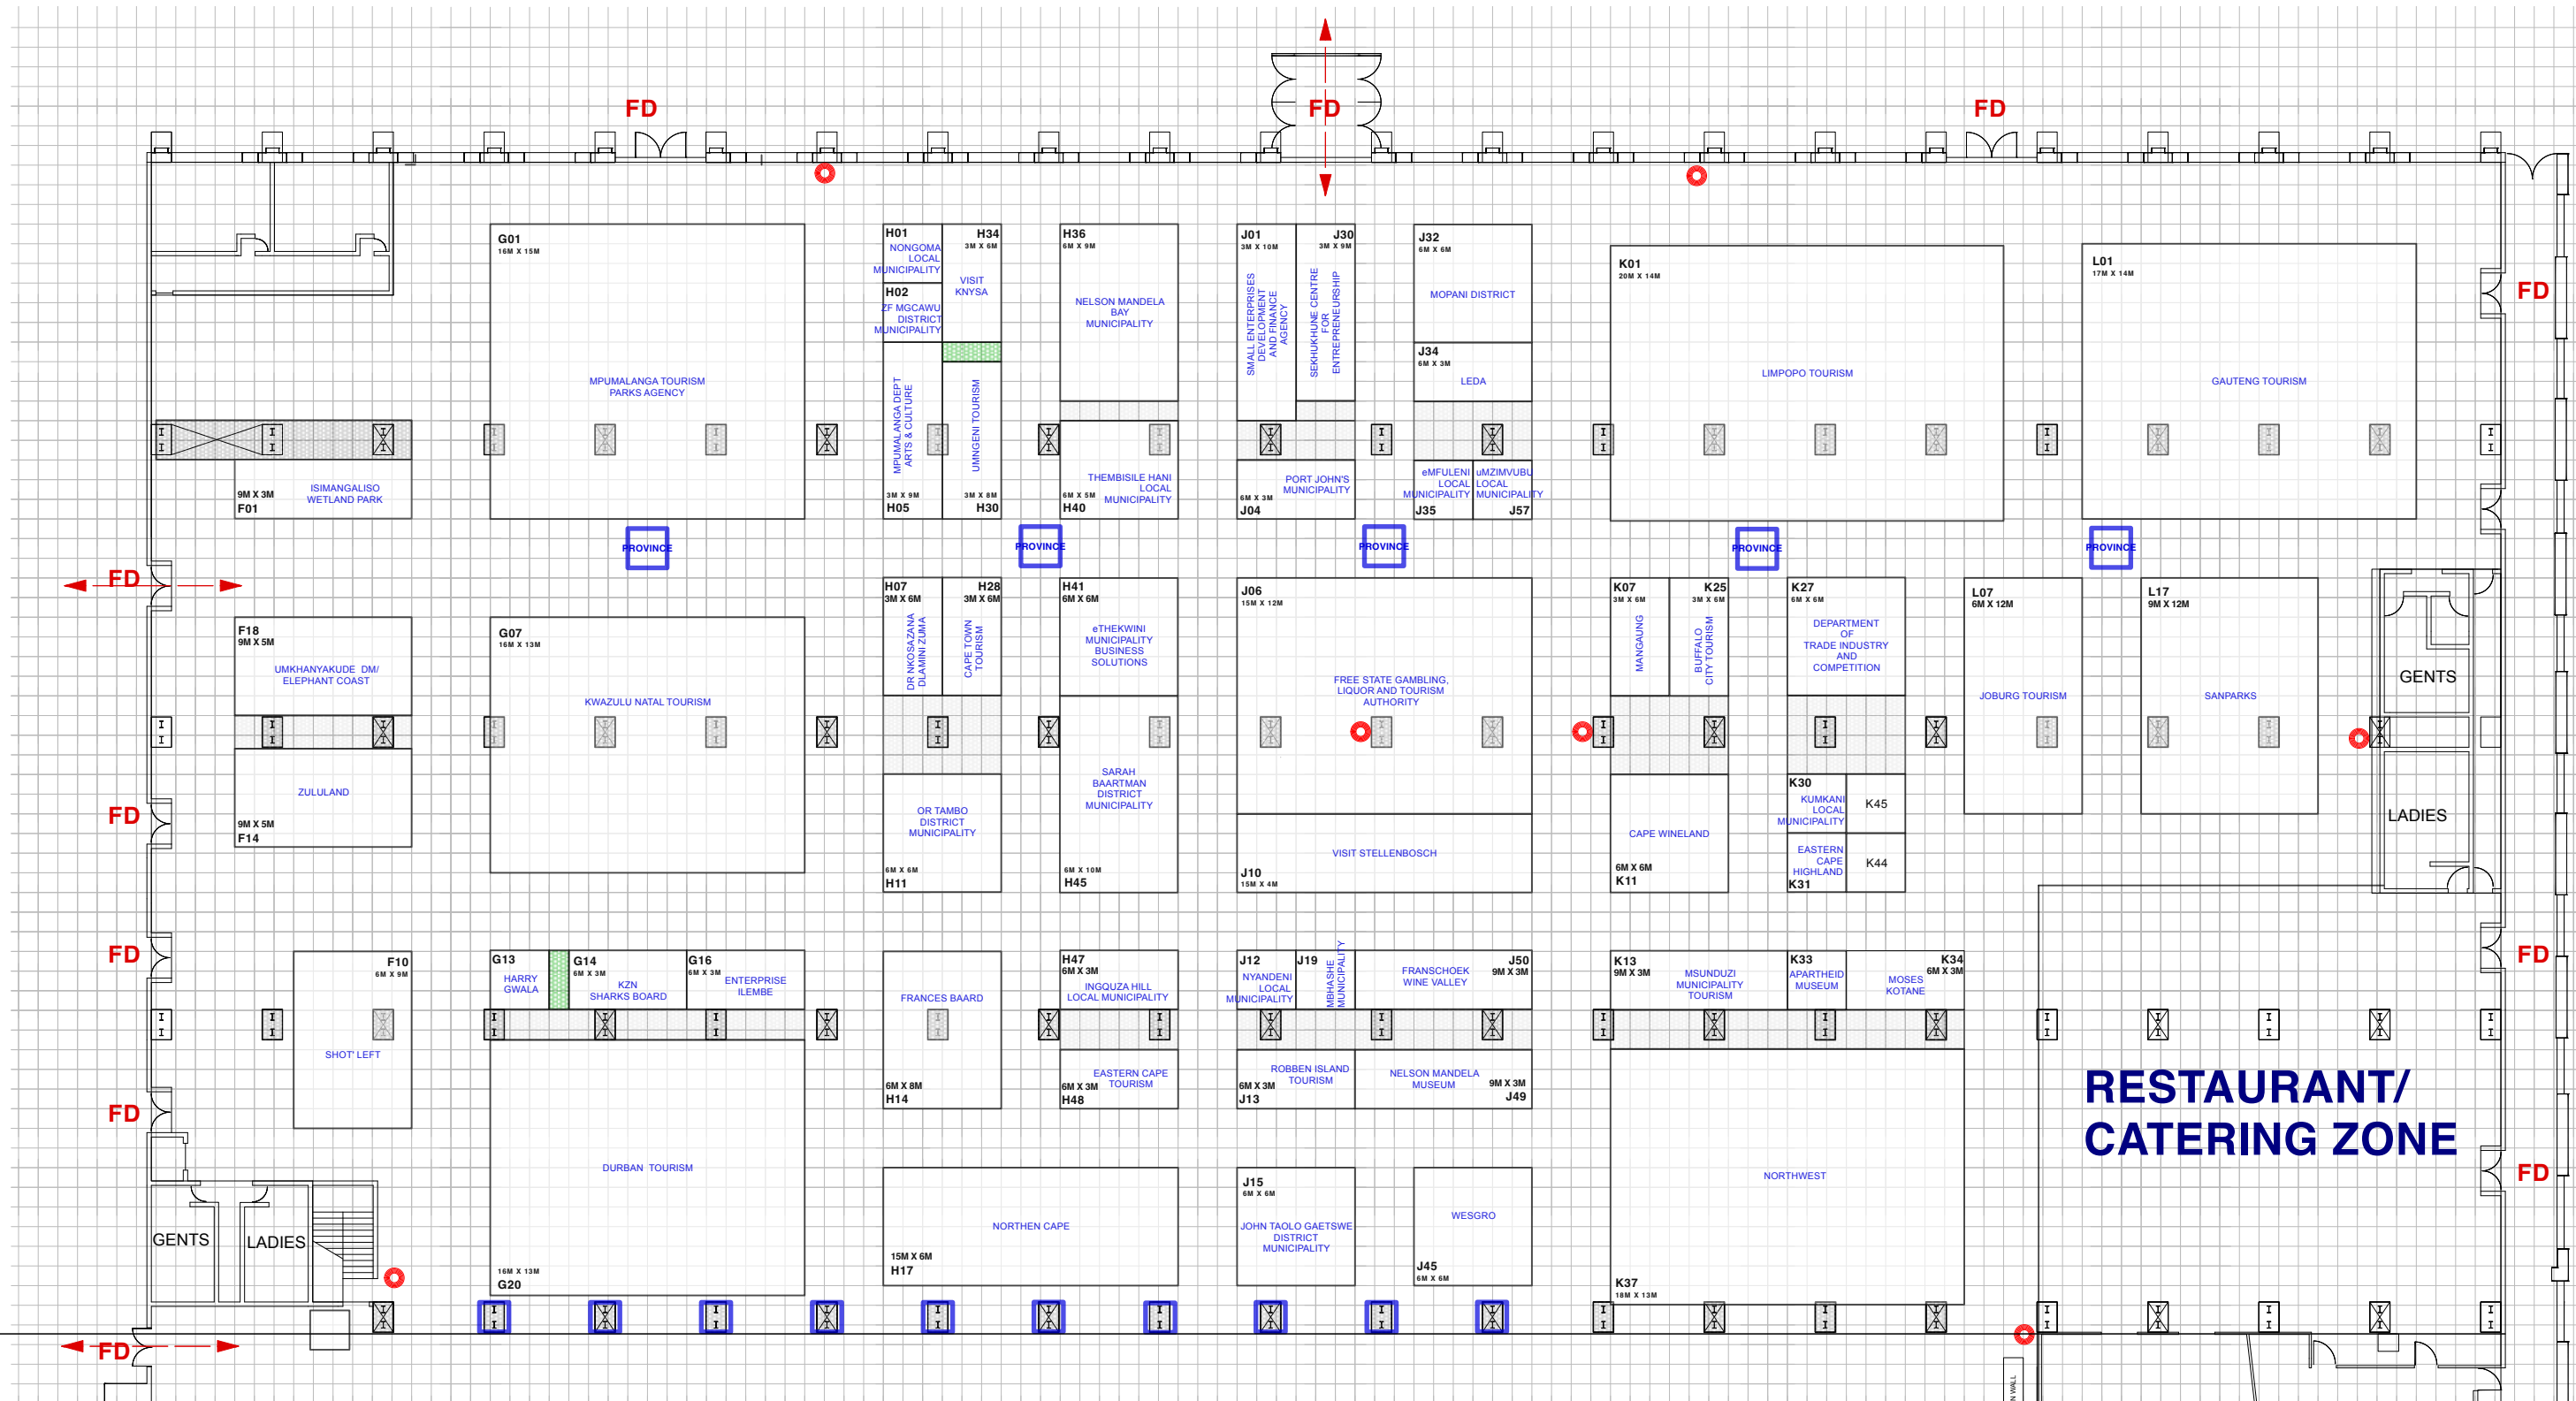 FD
FD
FD
G01
16M X 15M
MPUMALANGA TOURISM
PARKS AGENCY
H01
NONGOMA
LOCAL
MUNICIPALITY
H34
3M X 6M
VISIT
KNYSA
H02
ZF MGCAWU
DISTRICT
MUNICIPALITY
MPUMALANGA DEPT
ARTS & CULTURE
3M X 9M
H05
UMNGENI TOURISM
3M X 8M
H30
H36
6M X 9M
NELSON MANDELA
BAY
MUNICIPALITY
THEMBISILE HANI
LOCAL
MUNICIPALITY
6M X 5M
H40
J01
3M X 10M
SMALL ENTERPRISES
DEVELOPMENT
AND FINANCE
AGENCY
J30
3M X 9M
SEKHUKHUNE CENTRE
FOR
ENTREPRENEURSHIP
PORT JOHN'S
MUNICIPALITY
6M X 3M
J04
J32
6M X 6M
MOPANI DISTRICT
J34
6M X 3M
LEDA
eMFULENI
LOCAL
MUNICIPALITY
J35
uMZIMVUBU
LOCAL
MUNICIPALITY
J57
K01
20M X 14M
LIMPOPO TOURISM
L01
17M X 14M
GAUTENG TOURISM
FD
9M X 3M
F01
ISIMANGALISO
WETLAND PARK
PROVINCE
PROVINCE
PROVINCE
PROVINCE
PROVINCE
FD
F18
9M X 5M
UMKHANYAKUDE DM/
ELEPHANT COAST
ZULULAND
9M X 5M
F14
G07
16M X 13M
KWAZULU NATAL TOURISM
H07
3M X 6M
DR NKOSAZANA
DLAMINI ZUMA
H28
3M X 6M
CAPE TOWN
TOURISM
OR TAMBO
DISTRICT
MUNICIPALITY
6M X 6M
H11
H41
6M X 6M
eTHEKWINI
MUNICIPALITY
BUSINESS
SOLUTIONS
SARAH
BAARTMAN
DISTRICT
MUNICIPALITY
6M X 10M
H45
J06
15M X 12M
FREE STATE GAMBLING,
LIQUOR AND TOURISM
AUTHORITY
VISIT STELLENBOSCH
J10
15M X 4M
K07
3M X 6M
MANGAUNG
K25
3M X 6M
BUFFALO
CITY TOURISM
CAPE WINELAND
6M X 6M
K11
K27
6M X 6M
DEPARTMENT
OF
TRADE INDUSTRY
AND
COMPETITION
K30
KUMKANI
LOCAL
MUNICIPALITY
K45
EASTERN
CAPE
HIGHLAND
K31
K44
L07
6M X 12M
JOBURG TOURISM
L17
9M X 12M
SANPARKS
GENTS
LADIES
FD
FD
F10
6M X 9M
SHOT' LEFT
G13
HARRY
GWALA
G14
6M X 3M
KZN
SHARKS BOARD
G16
6M X 3M
ENTERPRISE
ILEMBE
DURBAN TOURISM
16M X 13M
G20
FRANCES BAARD
6M X 8M
H14
H47
6M X 3M
INGQUZA HILL
LOCAL MUNICIPALITY
EASTERN CAPE
TOURISM
6M X 3M
H48
J12
NYANDENI
LOCAL
MUNICIPALITY
J19
MBHASHE
MUNICIPALITY
J50
9M X 3M
FRANSCHOEK
WINE VALLEY
ROBBEN ISLAND
TOURISM
6M X 3M
J13
NELSON MANDELA
MUSEUM
9M X 3M
J49
K13
9M X 3M
MSUNDUZI
MUNICIPALITY
TOURISM
K33
APARTHEID
MUSEUM
K34
6M X 3M
MOSES
KOTANE
FD
NORTHWEST
K37
18M X 13M
RESTAURANT/
CATERING ZONE
FD
FD
GENTS
LADIES
NORTHEN CAPE
15M X 6M
H17
J15
6M X 6M
JOHN TAOLO GAETSWE
DISTRICT
MUNICIPALITY
WESGRO
J45
6M X 6M
FD
N WALL